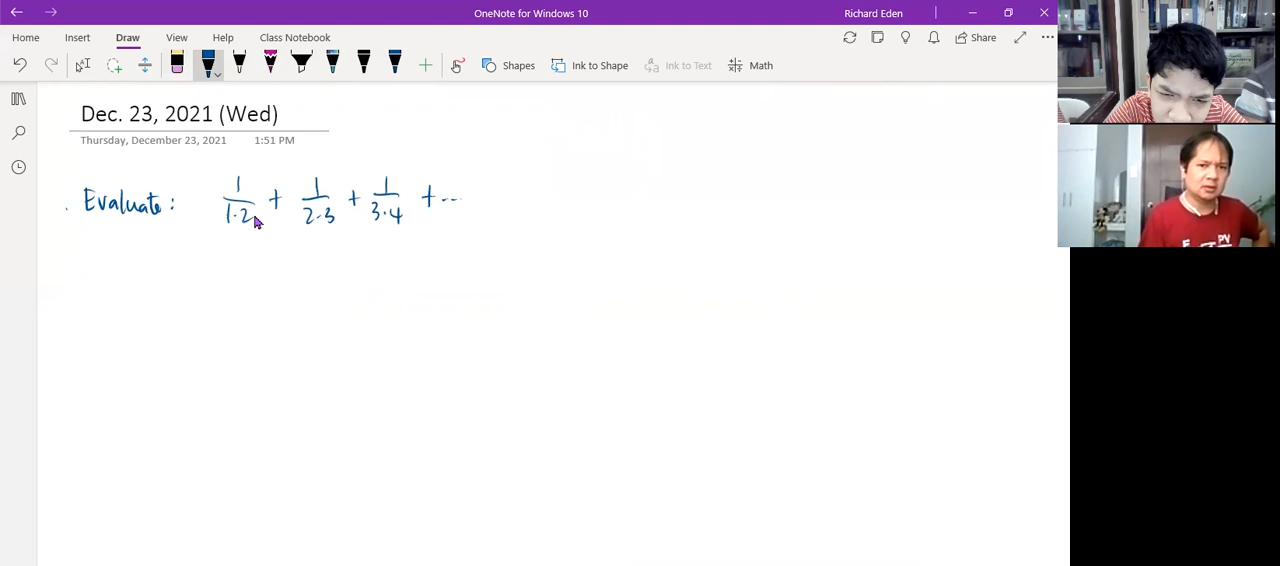 OneNote for Windows 10
Richard Eden
Home Insert Draw View Help Class Notebook
Share
Shapes Ink to Shape Ink to Text Math
Dec. 23, 2021 (Wed)
Thursday, December 23, 2021 1:51 PM
Evaluate: 1/1·2 + 1/2·3 + 1/3·4 + ...